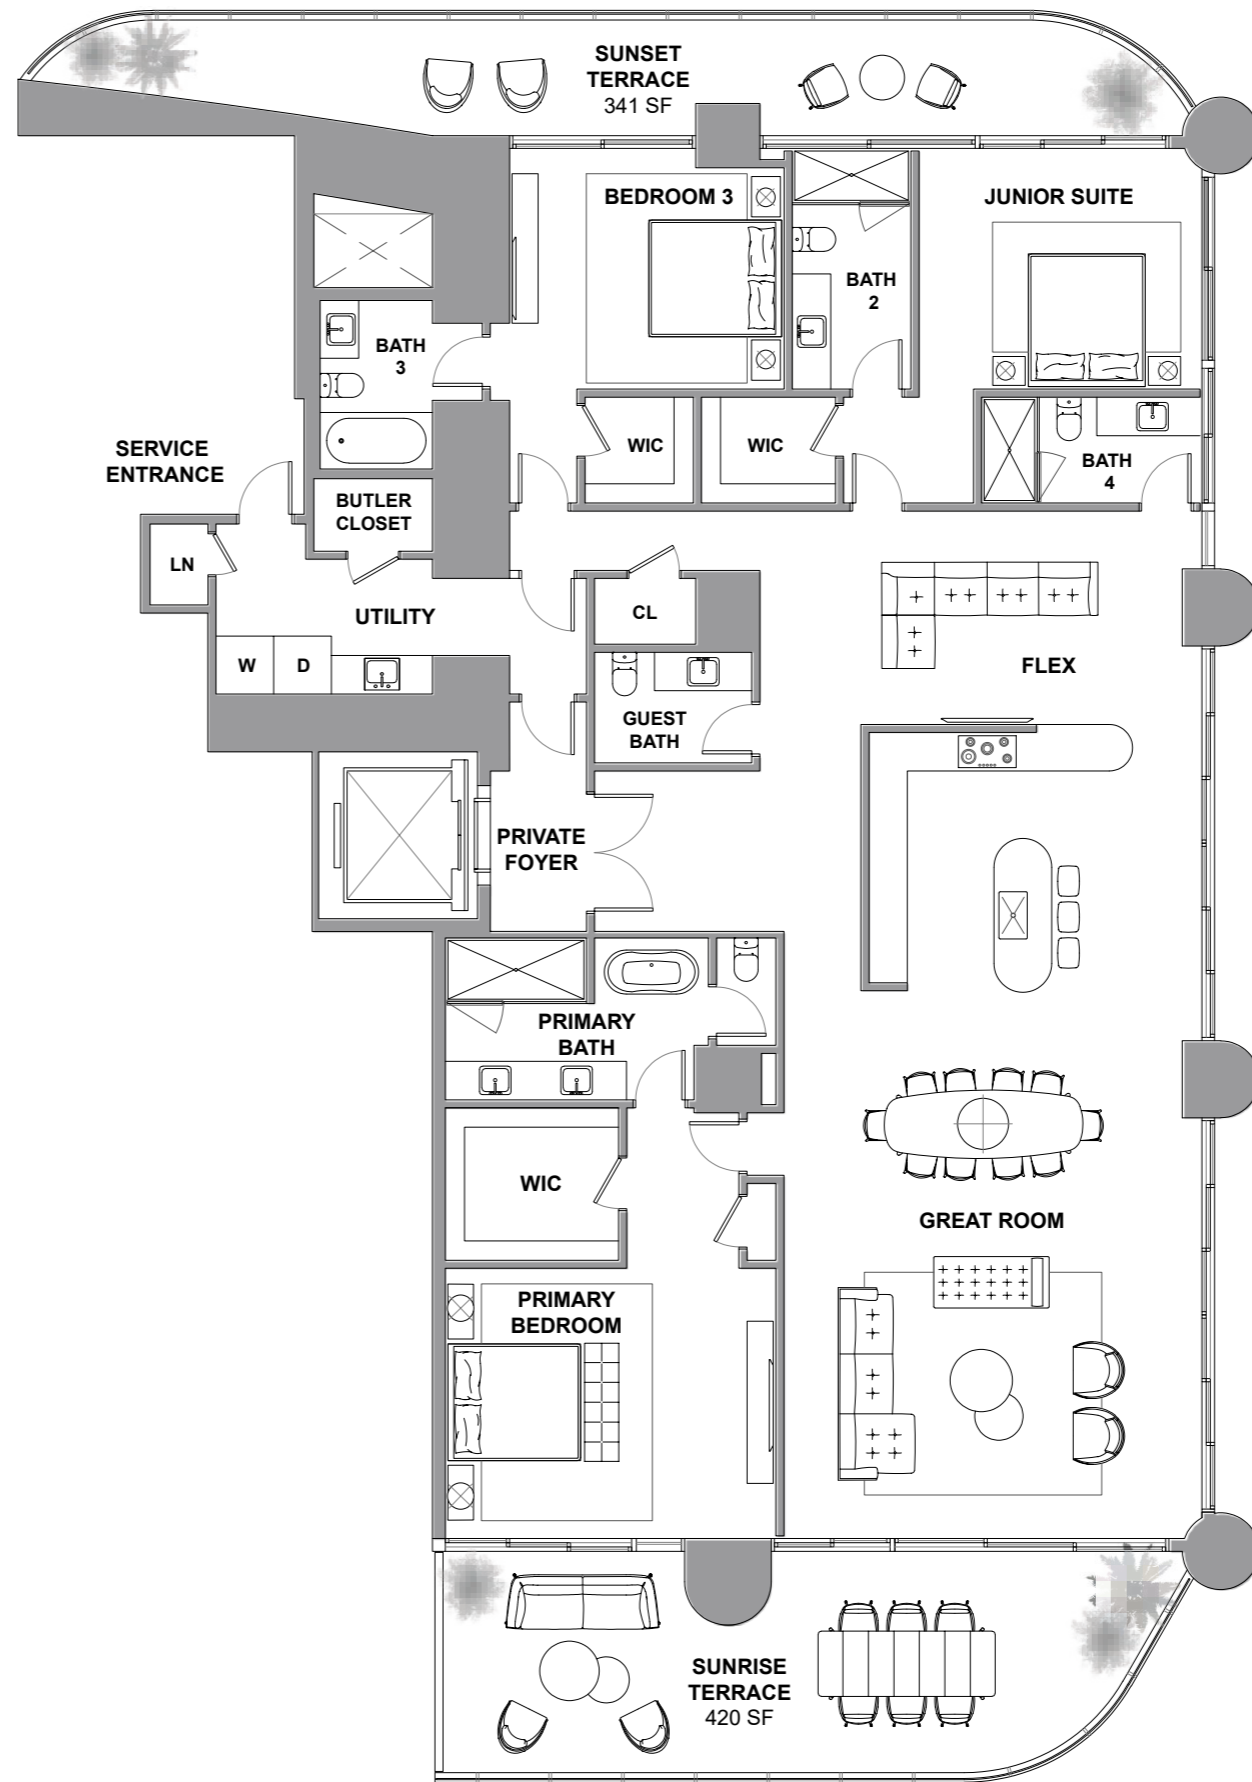 SUNSET
TERRACE
341 SF
BEDROOM 3
JUNIOR SUITE
BATH
2
BATH
3
WIC
WIC
BATH
4
SERVICE
ENTRANCE
BUTLER
CLOSET
LN
UTILITY
CL
W
D
FLEX
GUEST
BATH
PRIVATE
FOYER
PRIMARY
BATH
WIC
GREAT ROOM
PRIMARY
BEDROOM
SUNRISE
TERRACE
420 SF